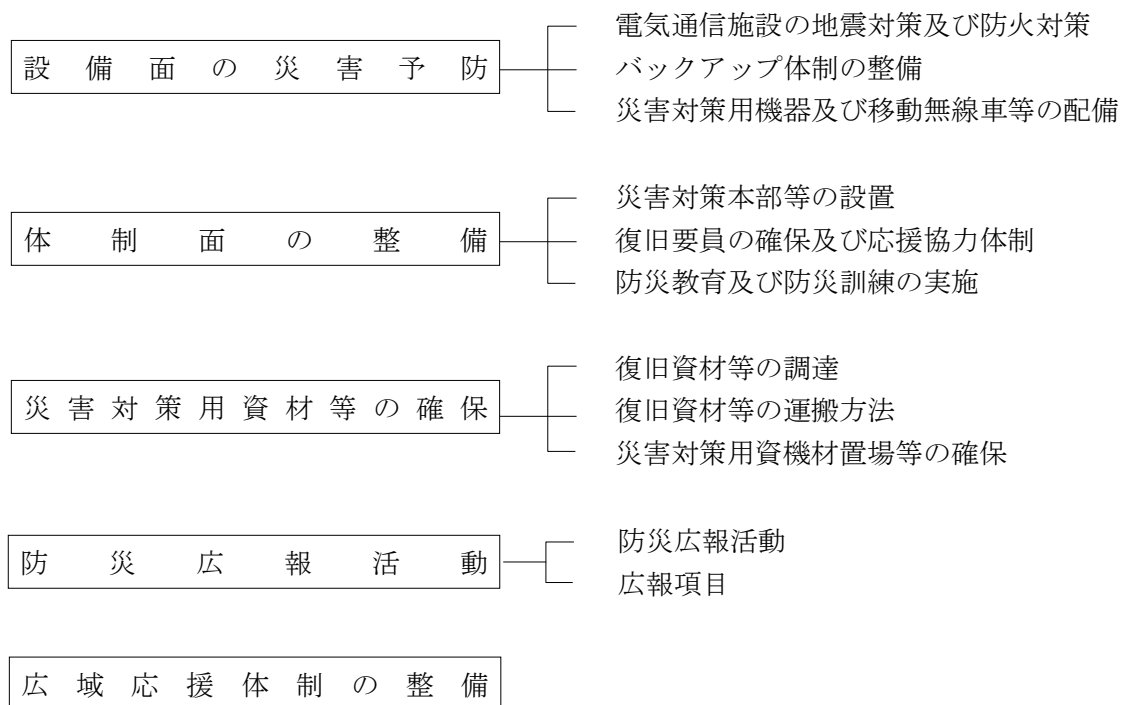 設備面の災害予防
電気通信施設の地震対策及び防火対策
バックアップ体制の整備
災害対策用機器及び移動無線車等の配備
体制面の整備
災害対策本部等の設置
復旧要員の確保及び応援協力体制
防災教育及び防災訓練の実施
災害対策用資材等の確保
復旧資材等の調達
復旧資材等の運搬方法
災害対策用資機材置場等の確保
防災広報活動
防災広報活動
広報項目
広域応援体制の整備